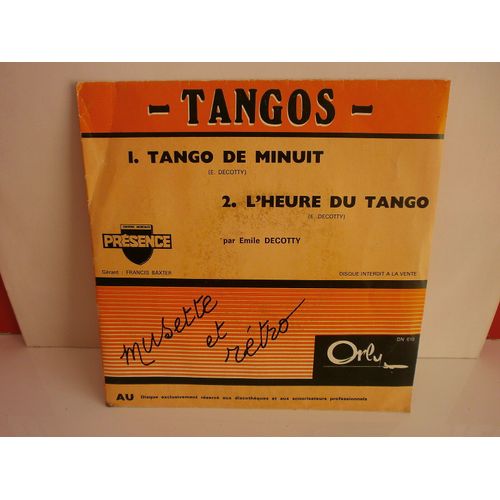 - TANGOS -
1. TANGO DE MINUIT
(E. DECOTTY)
2. L'HEURE DU TANGO
(E. DECOTTY)
par Emile DECOTTY
PRÉSENCE
Gérant : FRANCIS BAXTER
DISQUE INTERDIT A LA VENTE
musette
et
rétro
DN 619
Orly
AU Disque exclusivement réservé aux discothèques et aux sonorisateurs professionnels